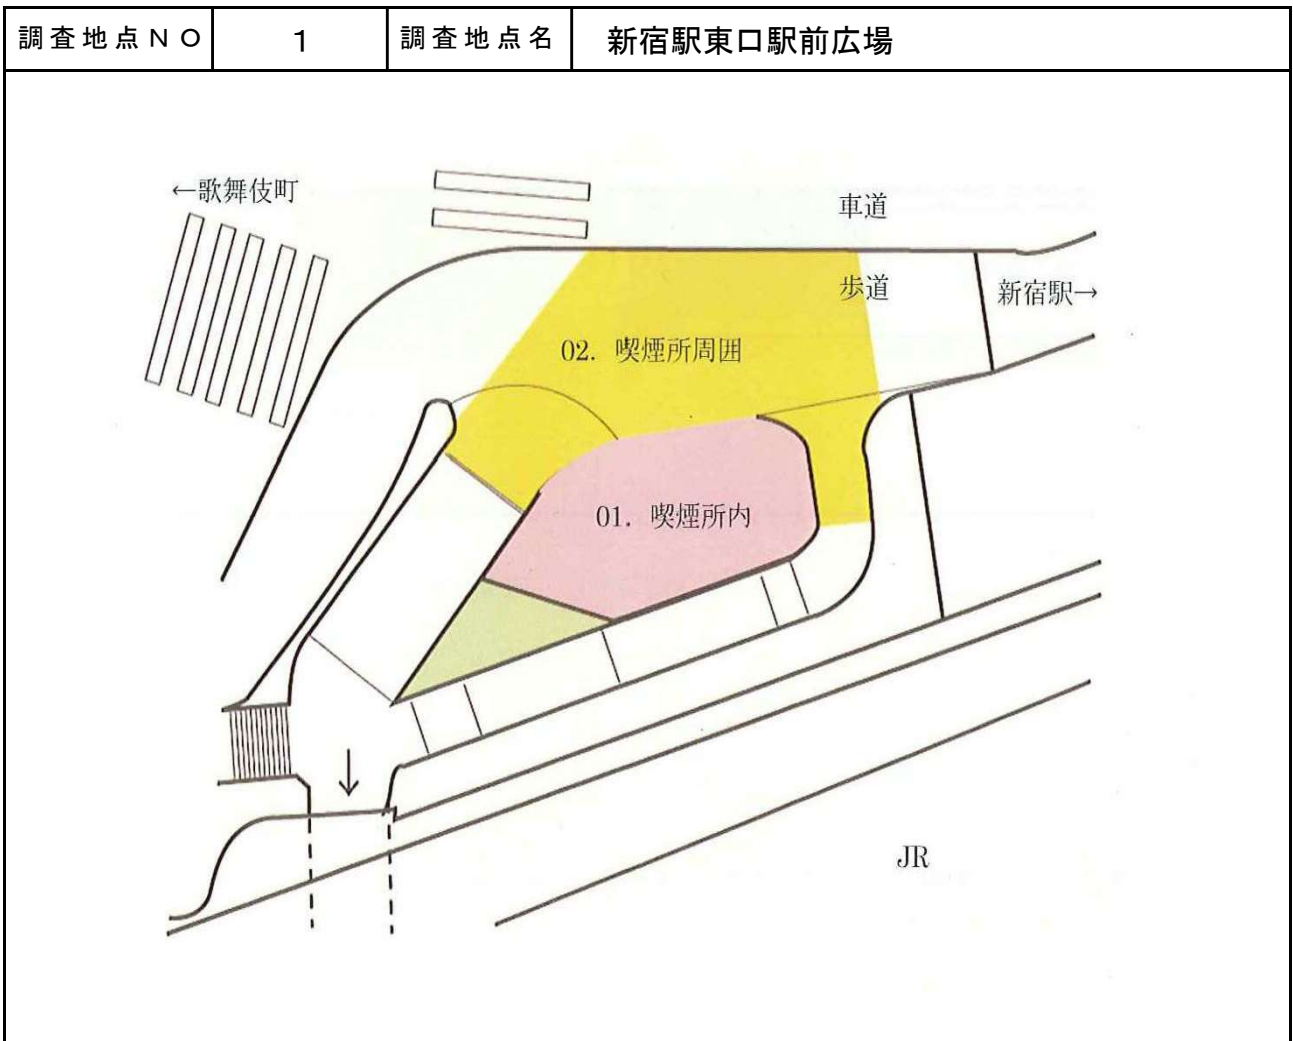 調査地点NO 1 調査地点名 新宿駅東口駅前広場
←歌舞伎町
車道
歩道
新宿駅→
02. 喫煙所周囲
01. 喫煙所内
JR